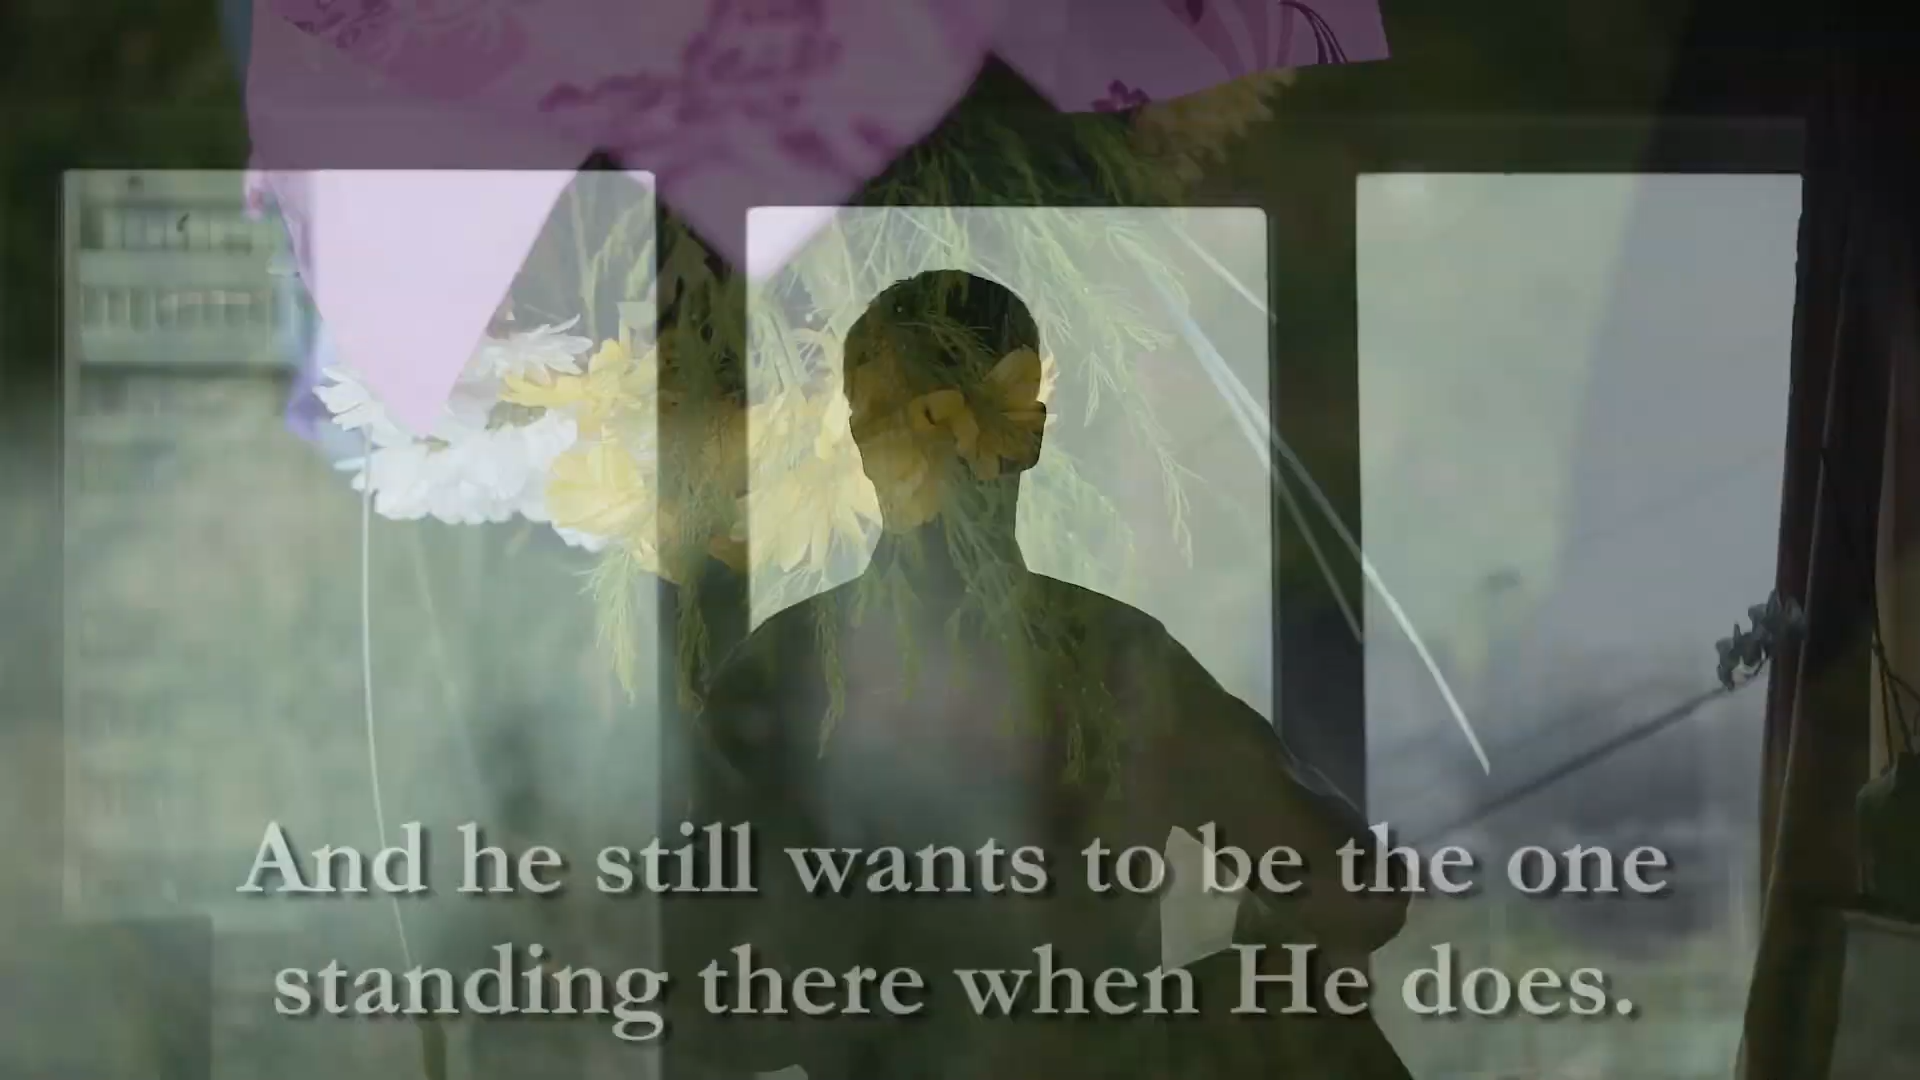 And he still wants to be the one
standing there when He does.